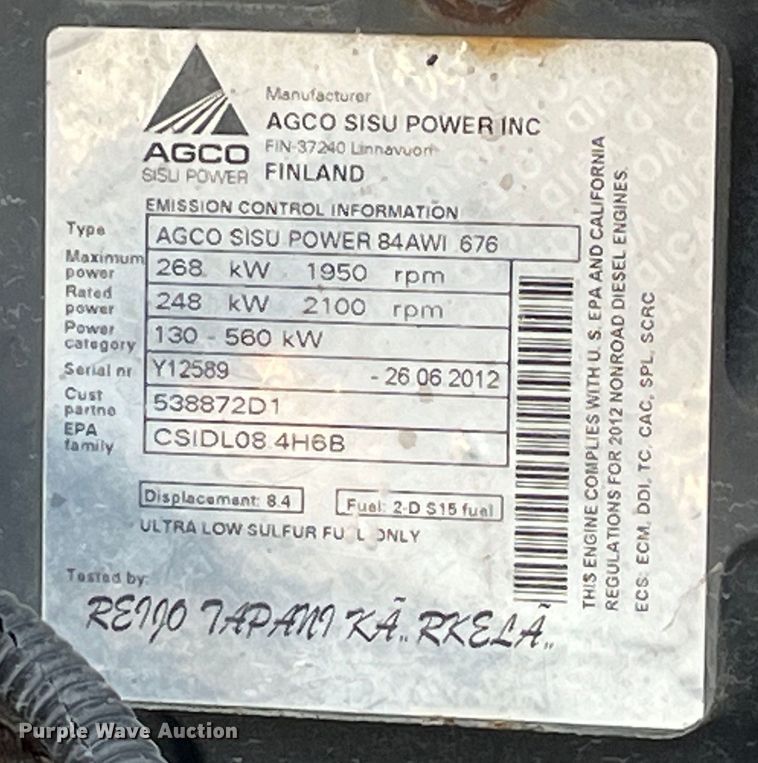 Manufacturer
AGCO SISU POWER INC
FIN-37240 Linnavuori
FINLAND
AGCO
SISU POWER
EMISSION CONTROL INFORMATION
Type AGCO SISU POWER 84AWI 676
Maximum power 268 kW 1950 rpm
Rated power 248 kW 2100 rpm
Power category 130 - 560 kW
Serial nr Y12589 - 26.06.2012
Cust partno 538872D1
EPA family CSIDL08.4H6B
Displacement: 8.4 Fuel: 2-D S15 fuel
ULTRA LOW SULFUR FUEL ONLY
Tested by:
REIJO TAPANI KÃ„RKELÃ„
THIS ENGINE COMPLIES WITH U.S. EPA AND CALIFORNIA
REGULATIONS FOR 2012 NONROAD DIESEL ENGINES.
ECS: ECM, DDI, TC, CAC, SPL, SCRC
Purple Wave Auction